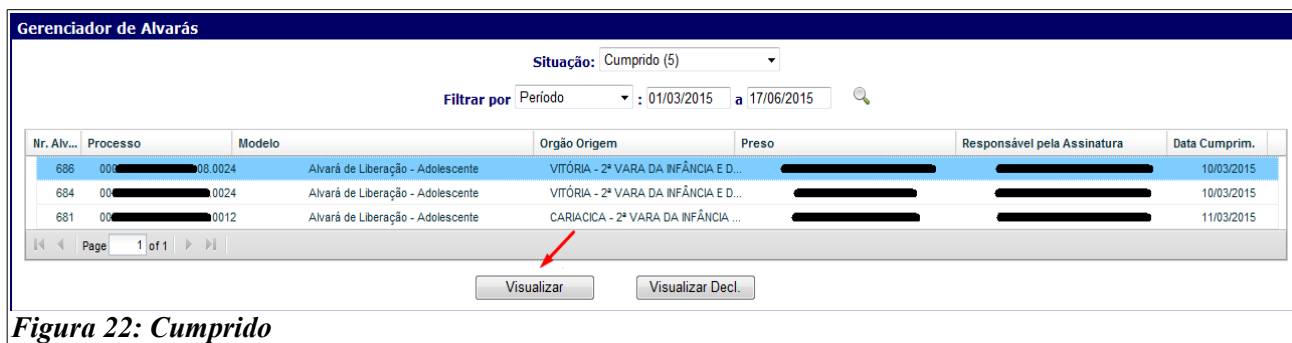 Gerenciador de Alvarás
Situação: Cumprido (5)
Filtrar por Período : 01/03/2015 a 17/06/2015
Nr. Alv... Processo Modelo Orgão Origem Preso Responsável pela Assinatura Data Cumprim.
686 000 08.0024 Alvará de Liberação - Adolescente VITÓRIA - 2ª VARA DA INFÂNCIA E D... 10/03/2015
684 00 .0024 Alvará de Liberação - Adolescente VITÓRIA - 2ª VARA DA INFÂNCIA E D... 10/03/2015
681 00 0012 Alvará de Liberação - Adolescente CARIACICA - 2ª VARA DA INFÂNCIA ... 11/03/2015
Page 1 of 1
Visualizar Visualizar Decl.
Figura 22: Cumprido